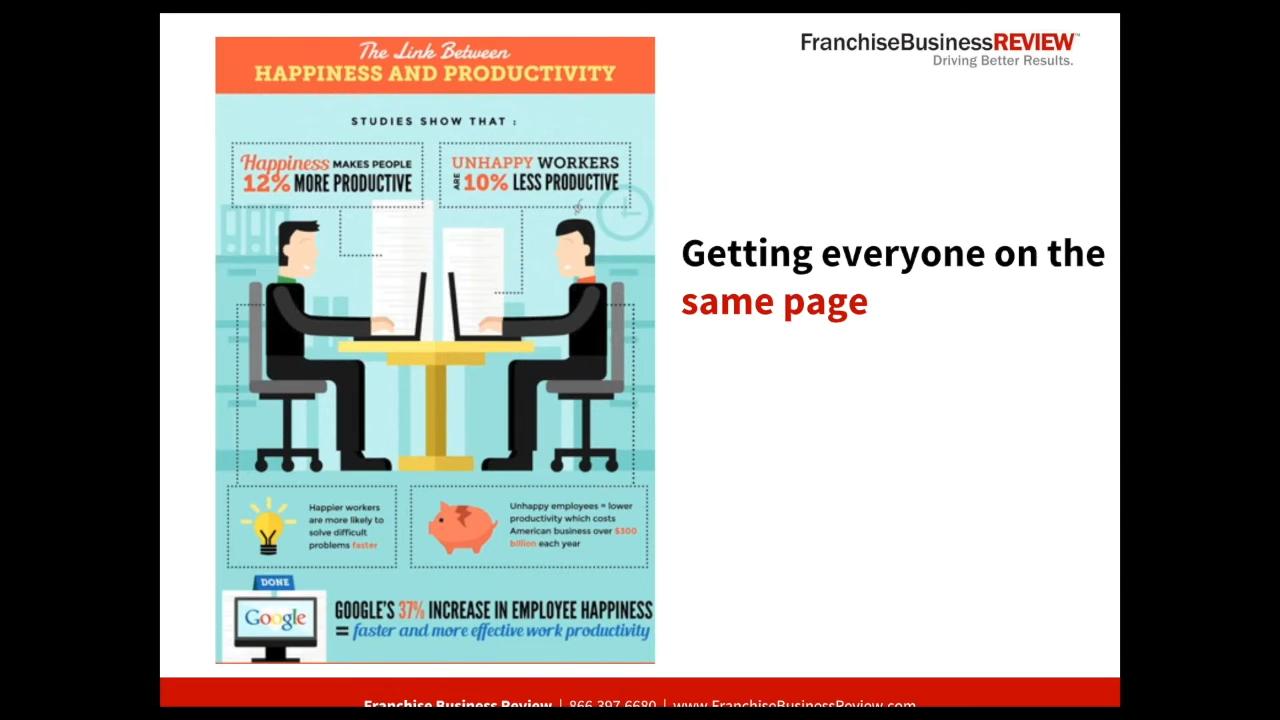 The Link Between
HAPPINESS AND PRODUCTIVITY
STUDIES SHOW THAT :
Happiness MAKES PEOPLE
12% MORE PRODUCTIVE
UNHAPPY WORKERS
ARE 10% LESS PRODUCTIVE
Happier workers
are more likely to
solve difficult
problems faster
Unhappy employees = lower
productivity which costs
American business over $300
billion each year
DONE
Google
GOOGLE'S 37% INCREASE IN EMPLOYEE HAPPINESS
= faster and more effective work productivity
FranchiseBusinessREVIEW™
Driving Better Results.
Getting everyone on the
same page
Franchise Business Review | 866.397.6680 | www.FranchiseBusinessReview.com